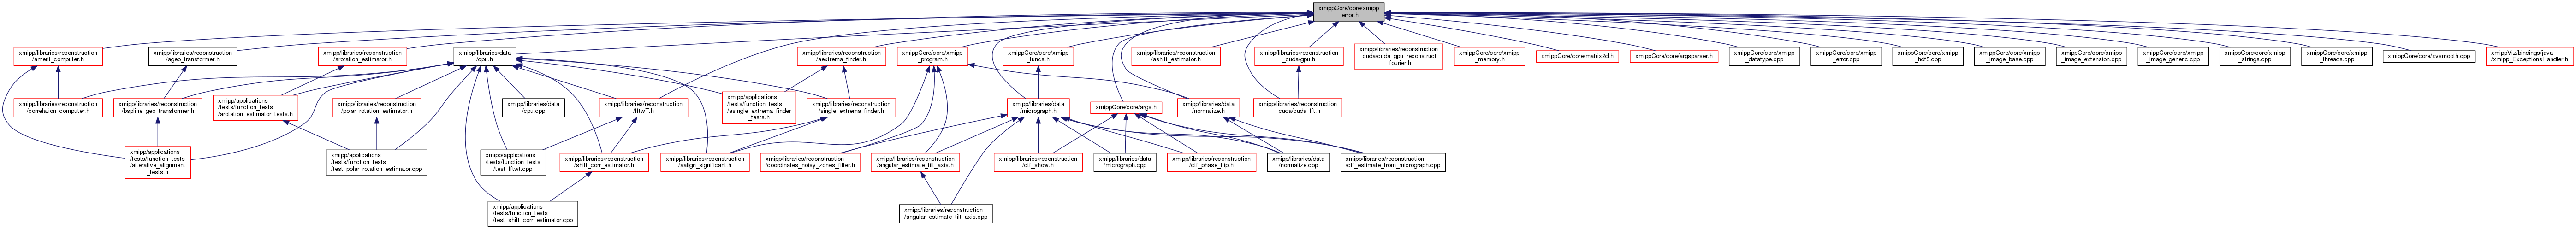 xmippCore/core/xmipp
_error.h
xmipp/libraries/reconstruction
/amerit_computer.h
xmipp/libraries/reconstruction
/ageo_transformer.h
xmipp/libraries/reconstruction
/arotation_estimator.h
xmipp/libraries/data
/cpu.h
xmipp/libraries/reconstruction
/aextrema_finder.h
xmippCore/core/xmipp
_program.h
xmippCore/core/xmipp
_funcs.h
xmipp/libraries/reconstruction
/ashift_estimator.h
xmipp/libraries/reconstruction
_cuda/gpu.h
xmipp/libraries/reconstruction
_cuda/cuda_gpu_reconstruct
_fourier.h
xmippCore/core/xmipp
_memory.h
xmippCore/core/matrix2d.h
xmippCore/core/argsparser.h
xmippCore/core/xmipp
_datatype.cpp
xmippCore/core/xmipp
_error.cpp
xmippCore/core/xmipp
_hdf5.cpp
xmippCore/core/xmipp
_image_base.cpp
xmippCore/core/xmipp
_image_extension.cpp
xmippCore/core/xmipp
_image_generic.cpp
xmippCore/core/xmipp
_strings.cpp
xmippCore/core/xmipp
_threads.cpp
xmippCore/core/xvsmooth.cpp
xmippViz/bindings/java
/xmipp_ExceptionsHandler.h
xmipp/libraries/reconstruction
/correlation_computer.h
xmipp/libraries/reconstruction
/bspline_geo_transformer.h
xmipp/applications
/tests/function_tests
/arotation_estimator_tests.h
xmipp/libraries/reconstruction
/polar_rotation_estimator.h
xmipp/libraries/data
/cpu.cpp
xmipp/libraries/reconstruction
/fftwT.h
xmipp/applications
/tests/function_tests
/asingle_extrema_finder
_tests.h
xmipp/libraries/reconstruction
/single_extrema_finder.h
xmipp/libraries/data
/micrograph.h
xmippCore/core/args.h
xmipp/libraries/data
/normalize.h
xmipp/libraries/reconstruction
_cuda/cuda_fft.h
xmipp/applications
/tests/function_tests
/aiterative_alignment
_tests.h
xmipp/applications
/tests/function_tests
/test_polar_rotation_estimator.cpp
xmipp/applications
/tests/function_tests
/test_fftwt.cpp
xmipp/libraries/reconstruction
/shift_corr_estimator.h
xmipp/libraries/reconstruction
/aalign_significant.h
xmipp/libraries/reconstruction
/coordinates_noisy_zones_filter.h
xmipp/libraries/reconstruction
/angular_estimate_tilt_axis.h
xmipp/libraries/reconstruction
/ctf_show.h
xmipp/libraries/data
/micrograph.cpp
xmipp/libraries/reconstruction
/ctf_phase_flip.h
xmipp/libraries/data
/normalize.cpp
xmipp/libraries/reconstruction
/ctf_estimate_from_micrograph.cpp
xmipp/applications
/tests/function_tests
/test_shift_corr_estimator.cpp
xmipp/libraries/reconstruction
/angular_estimate_tilt_axis.cpp